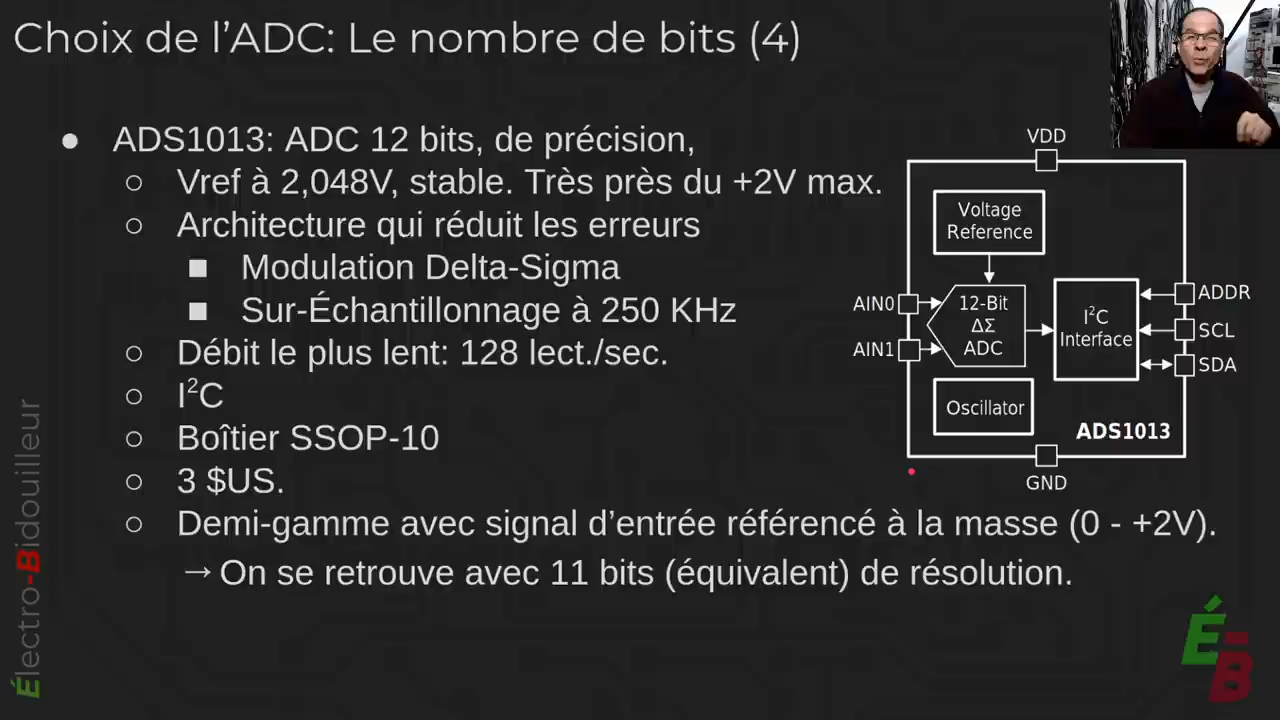 Choix de l’ADC: Le nombre de bits (4)
● ADS1013: ADC 12 bits, de précision,
○ Vref à 2,048V, stable. Très près du +2V max.
○ Architecture qui réduit les erreurs
■ Modulation Delta-Sigma
■ Sur-Échantillonnage à 250 KHz
○ Débit le plus lent: 128 lect./sec.
○ I²C
○ Boîtier SSOP-10
○ 3 $US.
○ Demi-gamme avec signal d’entrée référencé à la masse (0 - +2V).
→ On se retrouve avec 11 bits (équivalent) de résolution.
VDD
Voltage
Reference
AIN0
AIN1
12-Bit
ΔΣ
ADC
I²C
Interface
ADDR
SCL
SDA
Oscillator
ADS1013
GND
Électro-Bidouilleur
É-B